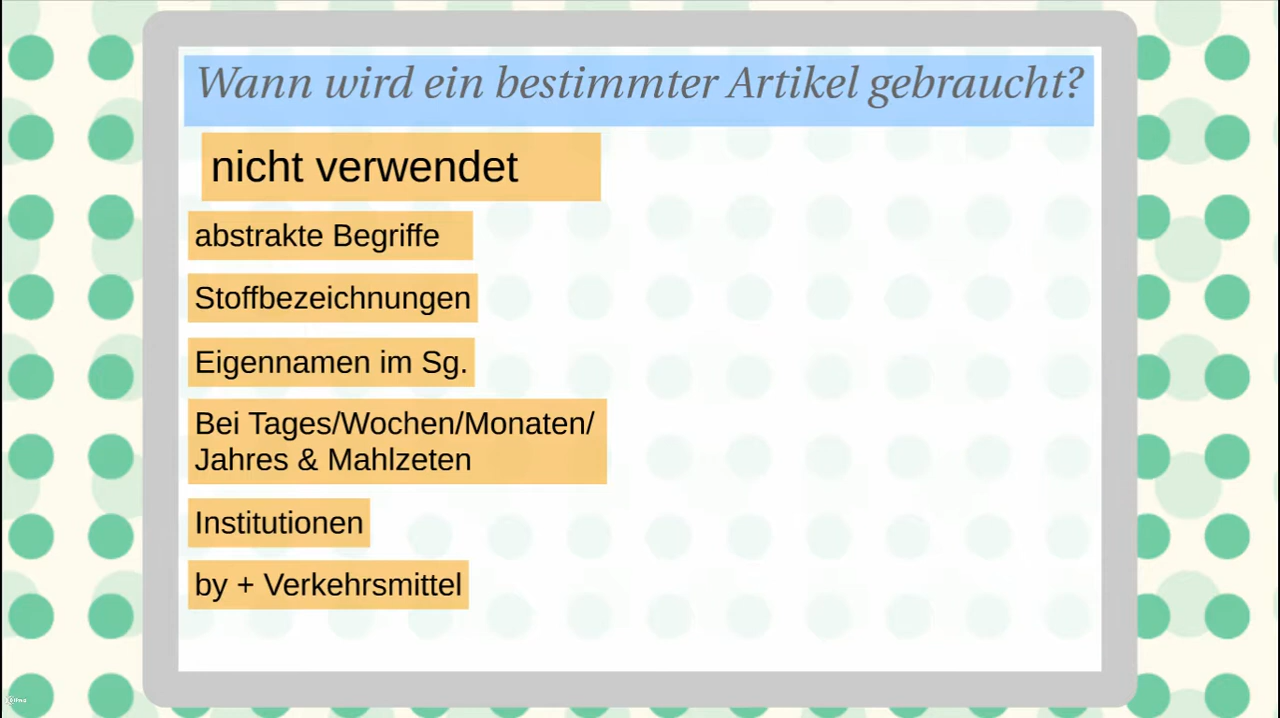 Wann wird ein bestimmter Artikel gebraucht?
nicht verwendet
abstrakte Begriffe
Stoffbezeichnungen
Eigennamen im Sg.
Bei Tages/Wochen/Monaten/
Jahres & Mahlzeten
Institutionen
by + Verkehrsmittel